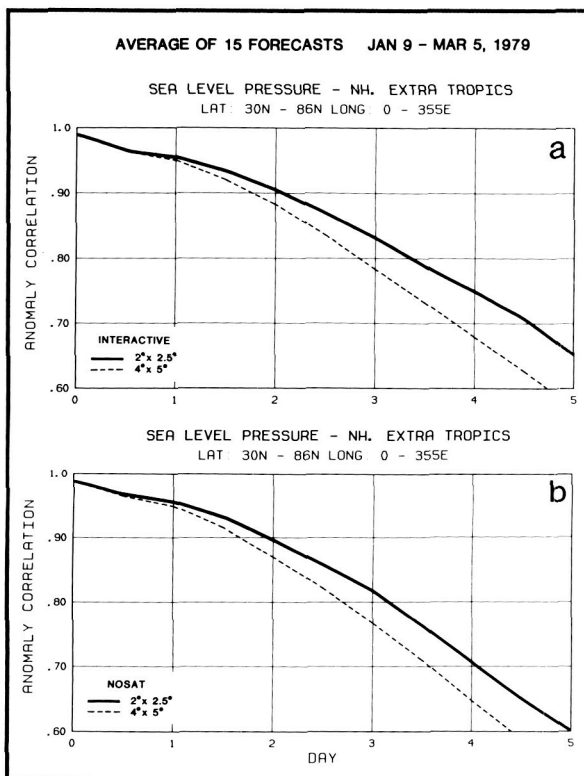 AVERAGE OF 15 FORECASTS JAN 9 – MAR 5, 1979
SEA LEVEL PRESSURE - NH. EXTRA TROPICS
LAT: 30N - 86N LONG: 0 - 355E
a
ANOMALY CORRELATION
1.0
.90
.80
.70
.60
INTERACTIVE
2°x 2.5°
4°x 5°
0 1 2 3 4 5
SEA LEVEL PRESSURE - NH. EXTRA TROPICS
LAT: 30N - 86N LONG: 0 - 355E
b
ANOMALY CORRELATION
1.0
.90
.80
.70
.60
NOSAT
2°x 2.5°
4°x 5°
0 1 2 3 4 5
DAY